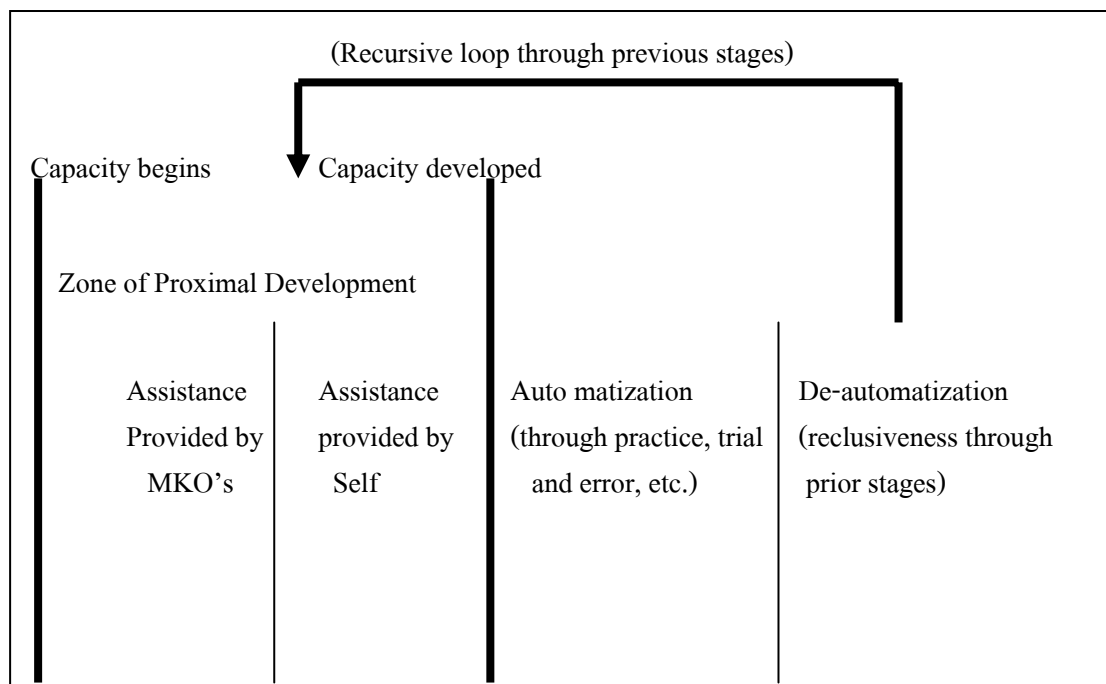 (Recursive loop through previous stages)
Capacity begins
Capacity developed
Zone of Proximal Development
Assistance
Provided by
MKO's
Assistance
provided by
Self
Auto matization
(through practice, trial
and error, etc.)
De-automatization
(reclusiveness through
prior stages)